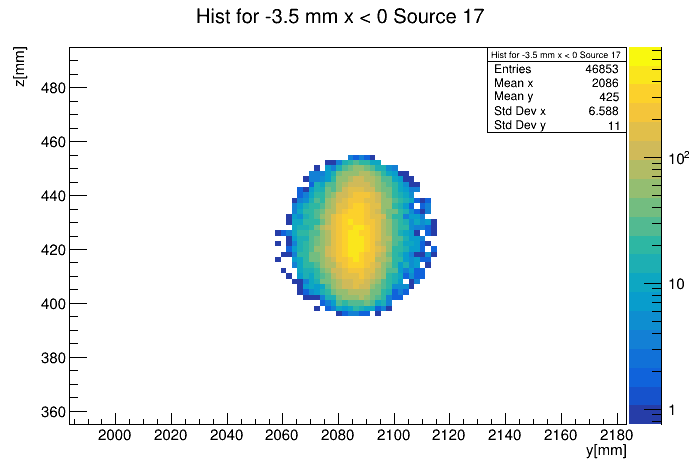 Hist for -3.5 mm x < 0 Source 17
z[mm]
Hist for -3.5 mm x < 0 Source 17
Entries 46853
Mean x 2086
Mean y 425
Std Dev x 6.588
Std Dev y 11
480
460
440
420
400
380
360
10²
10
1
2000 2020 2040 2060 2080 2100 2120 2140 2160 2180
y[mm]